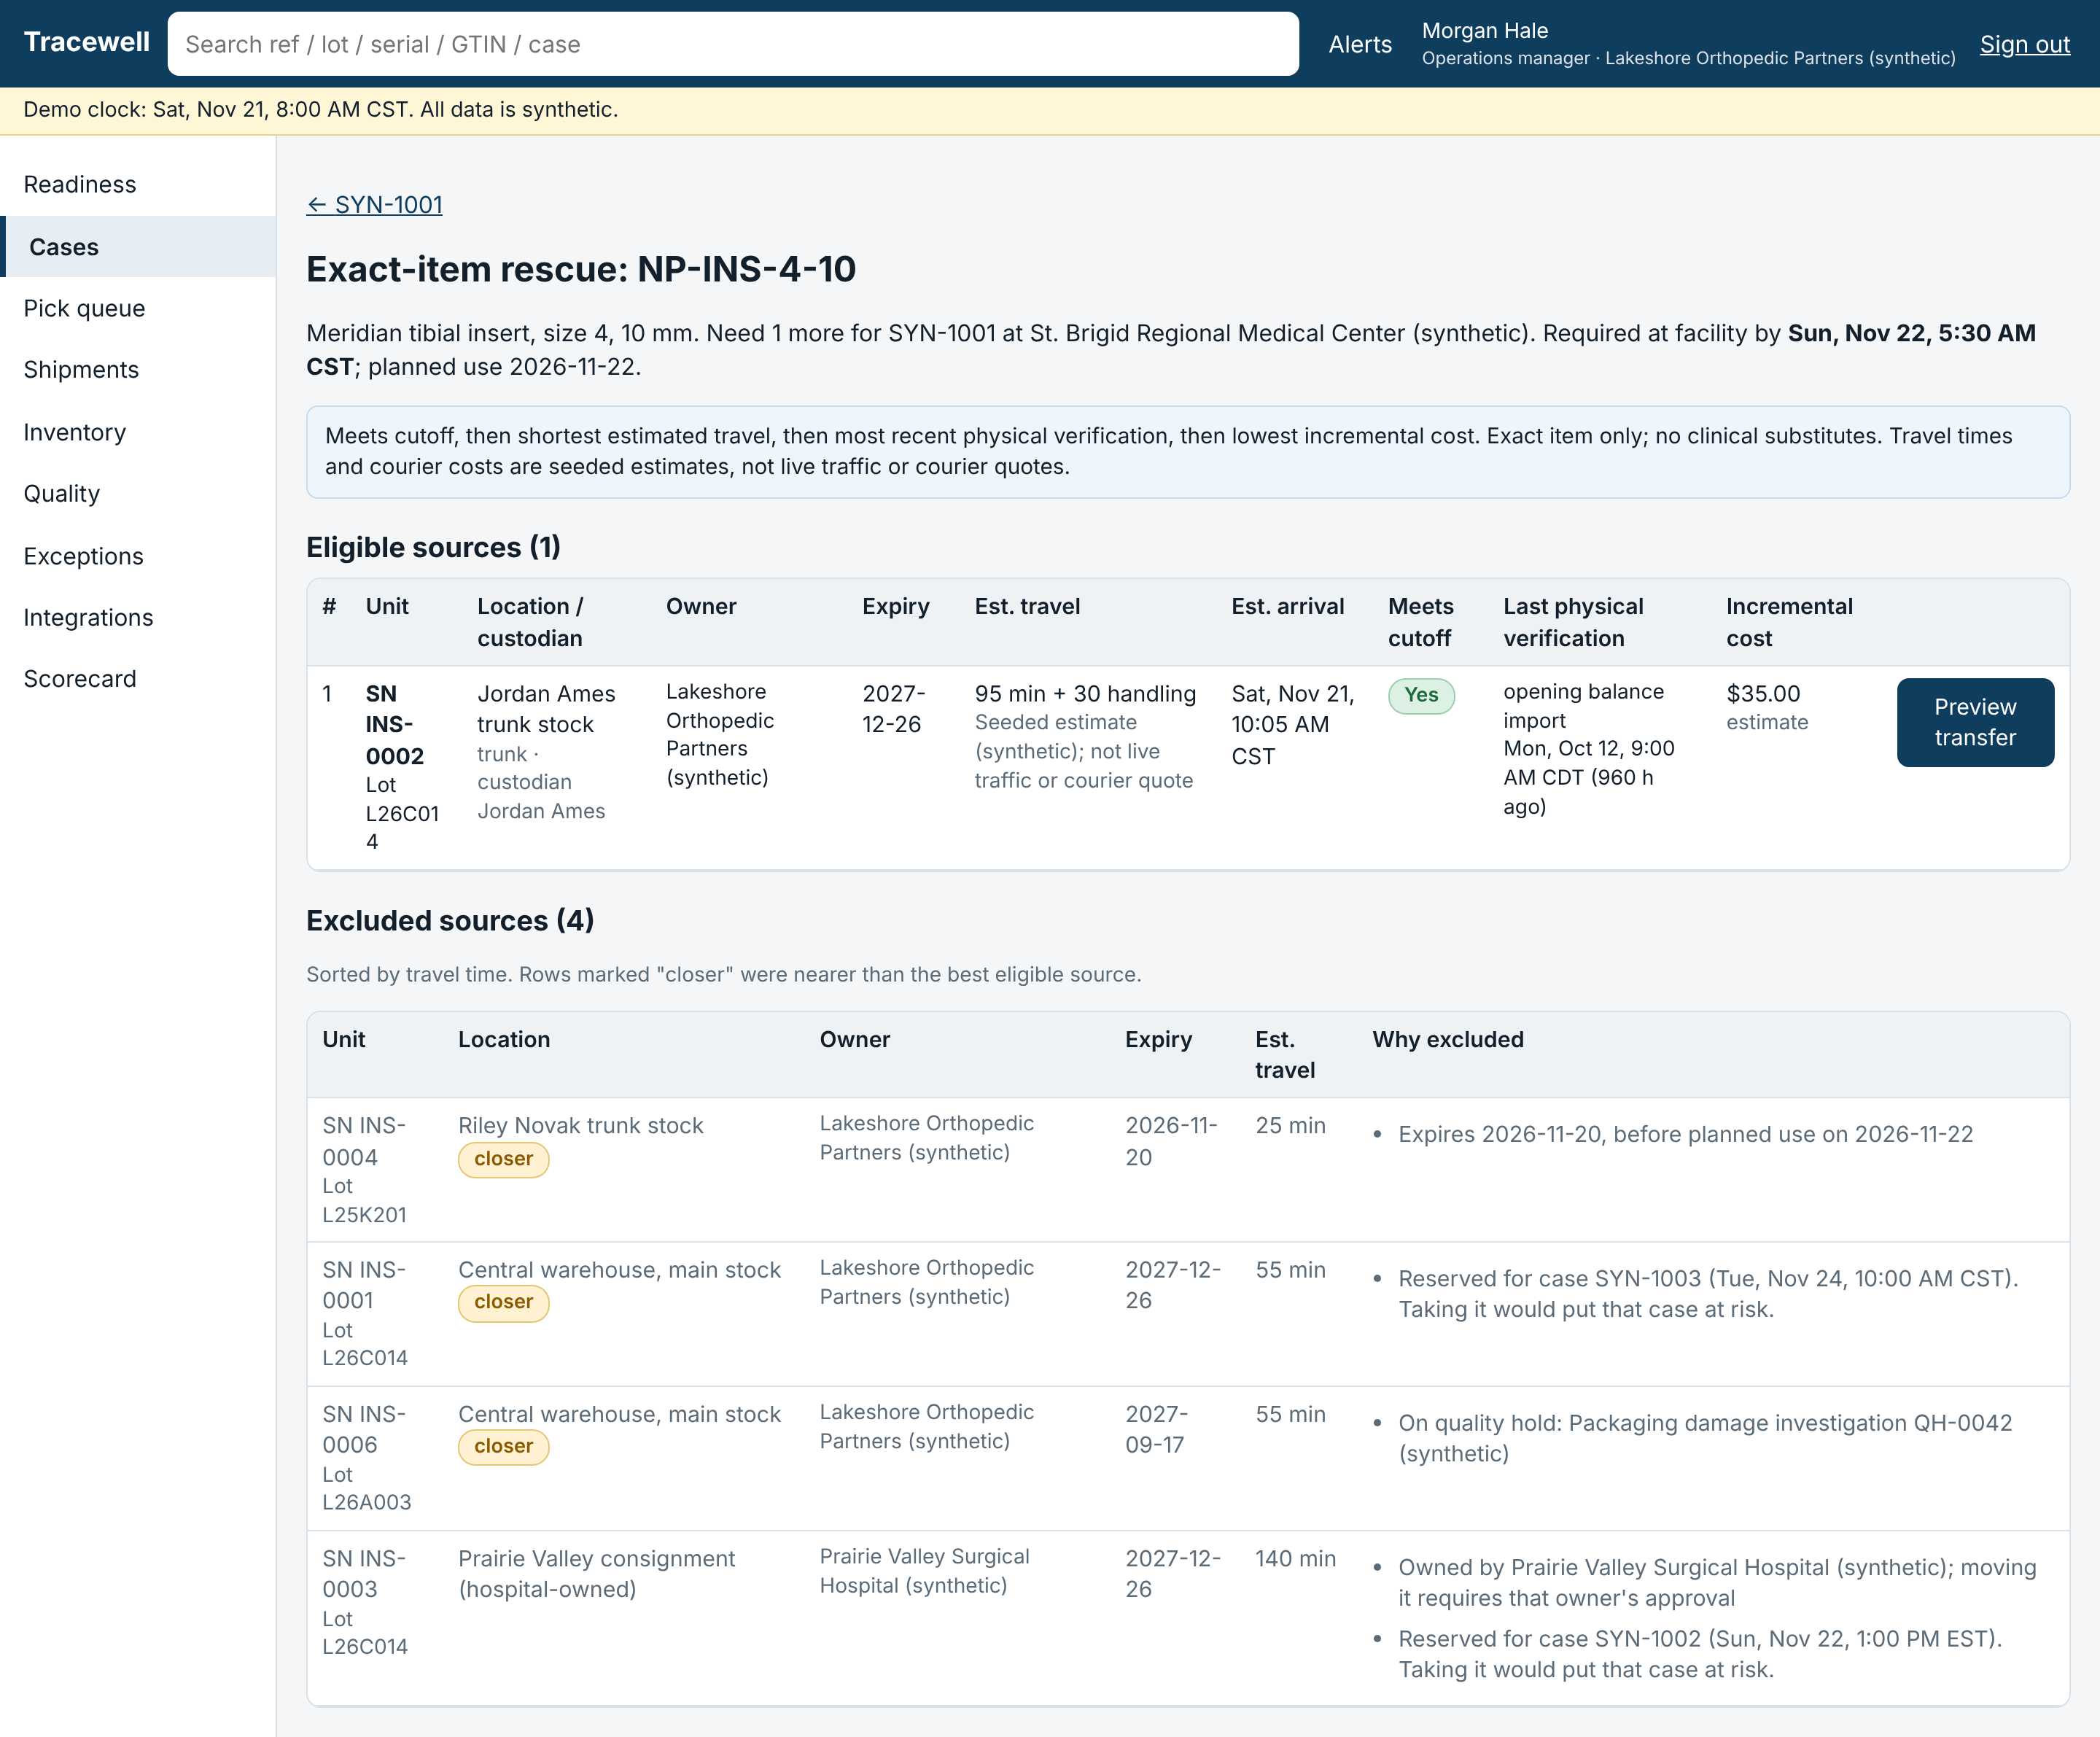 Tracewell
Search ref / lot / serial / GTIN / case
Alerts
Morgan Hale
Operations manager · Lakeshore Orthopedic Partners (synthetic)
Sign out
Demo clock: Sat, Nov 21, 8:00 AM CST. All data is synthetic.
Readiness
Cases
Pick queue
Shipments
Inventory
Quality
Exceptions
Integrations
Scorecard
← SYN-1001
Exact-item rescue: NP-INS-4-10
Meridian tibial insert, size 4, 10 mm. Need 1 more for SYN-1001 at St. Brigid Regional Medical Center (synthetic). Required at facility by Sun, Nov 22, 5:30 AM
CST; planned use 2026-11-22.
Meets cutoff, then shortest estimated travel, then most recent physical verification, then lowest incremental cost. Exact item only; no clinical substitutes. Travel times
and courier costs are seeded estimates, not live traffic or courier quotes.
Eligible sources (1)
#
Unit
Location /
custodian
Owner
Expiry
Est. travel
Est. arrival
Meets
cutoff
Last physical
verification
Incremental
cost
1
SN
INS-
0002
Lot
L26C01
4
Jordan Ames
trunk stock
trunk ·
custodian
Jordan Ames
Lakeshore
Orthopedic
Partners
(synthetic)
2027-
12-26
95 min + 30 handling
Seeded estimate
(synthetic); not live
traffic or courier quote
Sat, Nov 21,
10:05 AM
CST
Yes
opening balance
import
Mon, Oct 12, 9:00
AM CDT (960 h
ago)
$35.00
estimate
Preview
transfer
Excluded sources (4)
Sorted by travel time. Rows marked "closer" were nearer than the best eligible source.
Unit
Location
Owner
Expiry
Est.
travel
Why excluded
SN INS-
0004
Lot
L25K201
Riley Novak trunk stock
closer
Lakeshore Orthopedic
Partners (synthetic)
2026-11-
20
25 min
• Expires 2026-11-20, before planned use on 2026-11-22
SN INS-
0001
Lot
L26C014
Central warehouse, main stock
closer
Lakeshore Orthopedic
Partners (synthetic)
2027-12-
26
55 min
• Reserved for case SYN-1003 (Tue, Nov 24, 10:00 AM CST).
Taking it would put that case at risk.
SN INS-
0006
Lot
L26A003
Central warehouse, main stock
closer
Lakeshore Orthopedic
Partners (synthetic)
2027-
09-17
55 min
• On quality hold: Packaging damage investigation QH-0042
(synthetic)
SN INS-
0003
Lot
L26C014
Prairie Valley consignment
(hospital-owned)
Prairie Valley Surgical
Hospital (synthetic)
2027-12-
26
140 min
• Owned by Prairie Valley Surgical Hospital (synthetic); moving
it requires that owner's approval
• Reserved for case SYN-1002 (Sun, Nov 22, 1:00 PM EST).
Taking it would put that case at risk.